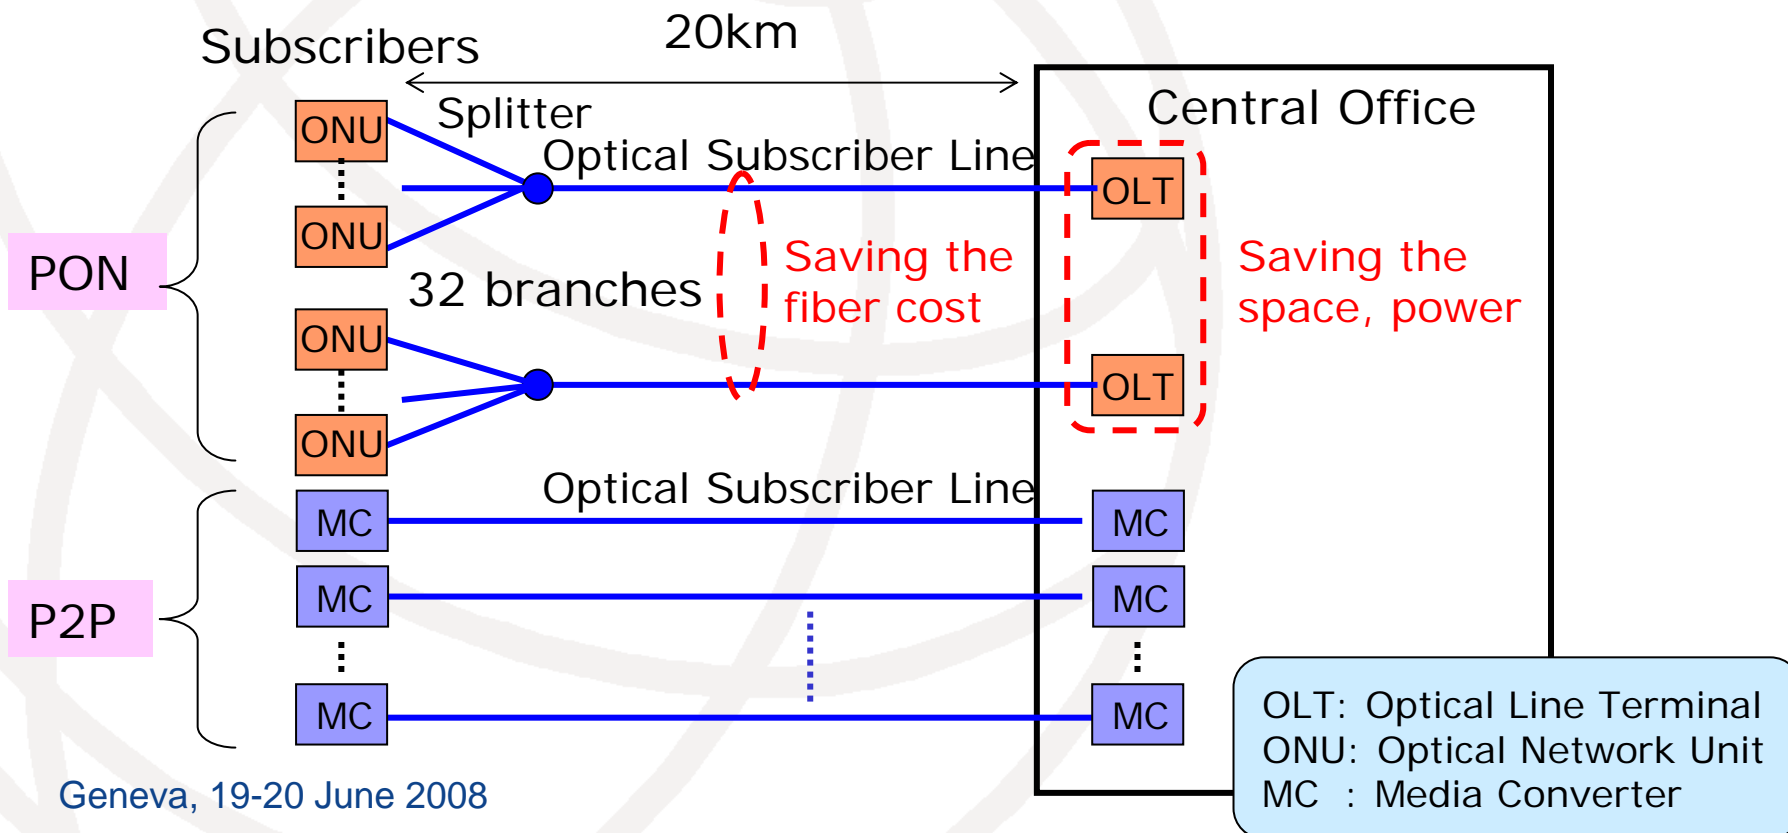 Subscribers
20km
Central Office
Splitter
Optical Subscriber Line
ONU
ONU
OLT
PON
32 branches
Saving the
fiber cost
Saving the
space, power
ONU
ONU
OLT
Optical Subscriber Line
P2P
MC
MC
MC
MC
MC
MC
OLT: Optical Line Terminal
ONU: Optical Network Unit
MC : Media Converter
Geneva, 19-20 June 2008